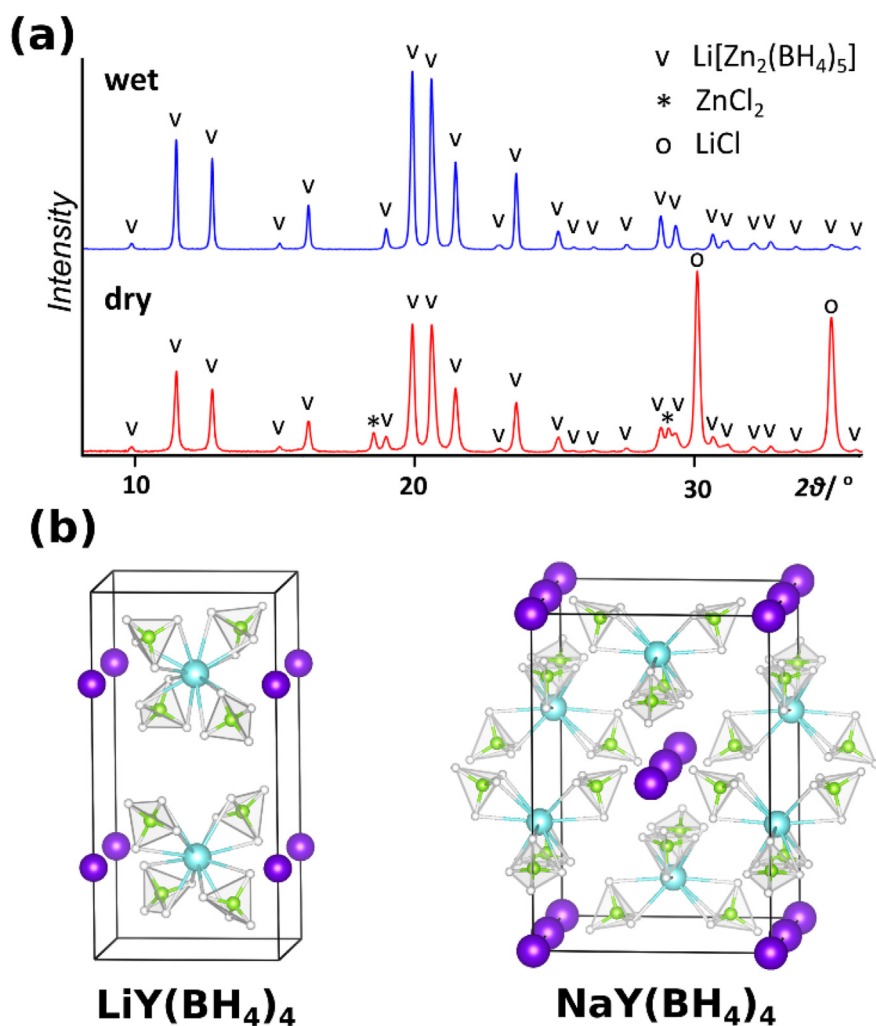 (a)
wet
v Li[Zn₂(BH₄)₅]
* ZnCl₂
o LiCl
v v v v v v v v v v v v v v v v v v v v v v v
Intensity
dry
v v v v v * v v v v v v v v v v v * v o v v v v v o v
10 20 30 2ϑ/ °
(b)
LiY(BH₄)₄ NaY(BH₄)₄